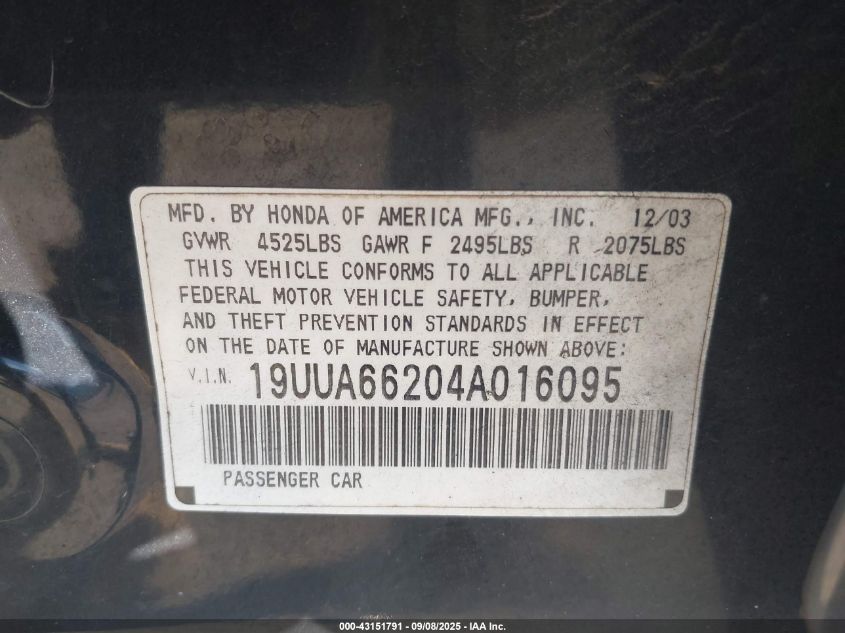 MFD. BY HONDA OF AMERICA MFG., INC. 12/03
GVWR 4525LBS GAWR F 2495LBS R 2075LBS
THIS VEHICLE CONFORMS TO ALL APPLICABLE
FEDERAL MOTOR VEHICLE SAFETY, BUMPER,
AND THEFT PREVENTION STANDARDS IN EFFECT
ON THE DATE OF MANUFACTURE SHOWN ABOVE:
V.I.N. 19UUA66204A016095
PASSENGER CAR
000-43151791 - 09/08/2025 - IAA Inc.